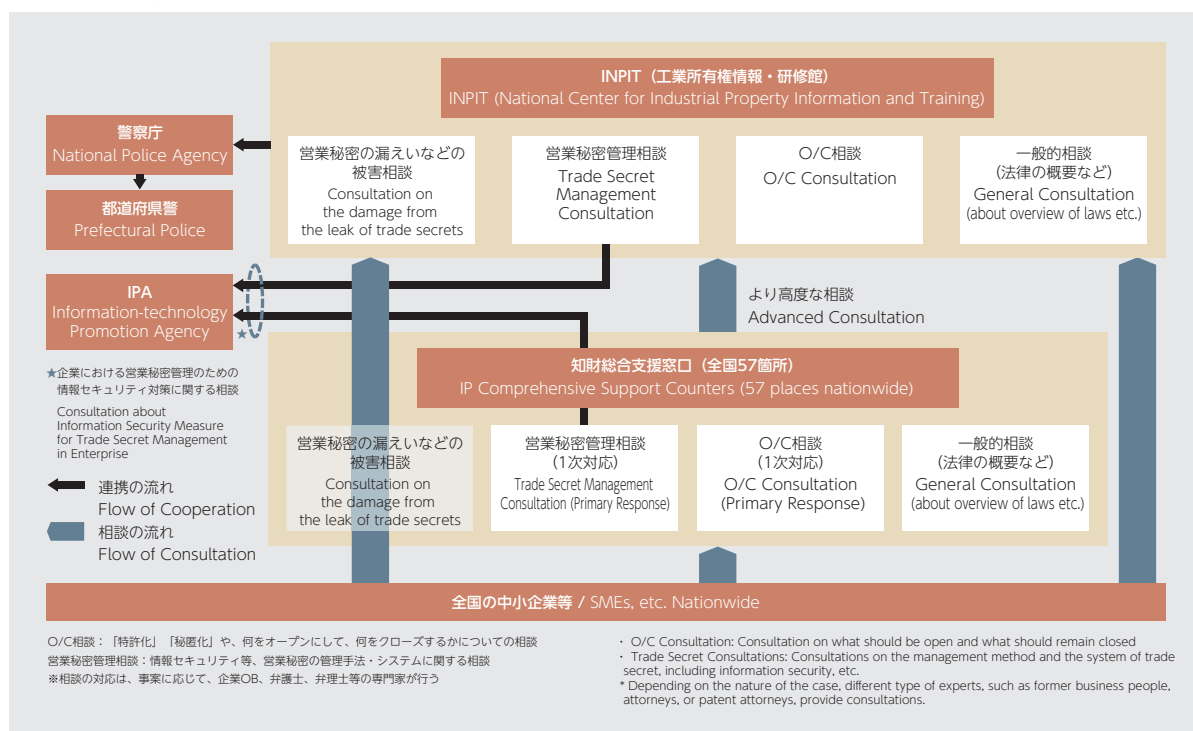 INPIT（工業所有権情報・研修館）
INPIT (National Center for Industrial Property Information and Training)
警察庁
National Police Agency
都道府県警
Prefectural Police
営業秘密の漏えいなどの
被害相談
Consultation on
the damage from
the leak of trade secrets
営業秘密管理相談
Trade Secret
Management
Consultation
O/C相談
O/C Consultation
一般的相談
(法律の概要など)
General Consultation
(about overview of laws etc.)
IPA
Information-technology
Promotion Agency
★
より高度な相談
Advanced Consultation
★企業における営業秘密管理のための
情報セキュリティ対策に関する相談
Consultation about
Information Security Measure
for Trade Secret Management
in Enterprise
連携の流れ
Flow of Cooperation
相談の流れ
Flow of Consultation
知財総合支援窓口（全国57箇所）
IP Comprehensive Support Counters (57 places nationwide)
営業秘密の漏えいなどの
被害相談
Consultation on
the damage from
the leak of trade secrets
営業秘密管理相談
(1次対応)
Trade Secret Management
Consultation (Primary Response)
O/C相談
(1次対応)
O/C Consultation
(Primary Response)
一般的相談
(法律の概要など)
General Consultation
(about overview of laws etc.)
全国の中小企業等 / SMEs, etc. Nationwide
O/C相談：「特許化」「秘匿化」や、何をオープンにして、何をクローズするかについての相談
営業秘密管理相談：情報セキュリティ等、営業秘密の管理手法・システムに関する相談
※相談の対応は、事案に応じて、企業OB、弁護士、弁理士等の専門家が行う
・ O/C Consultation: Consultation on what should be open and what should remain closed
・ Trade Secret Consultations: Consultations on the management method and the system of trade
secret, including information security, etc.
* Depending on the nature of the case, different type of experts, such as former business people,
attorneys, or patent attorneys, provide consultations.